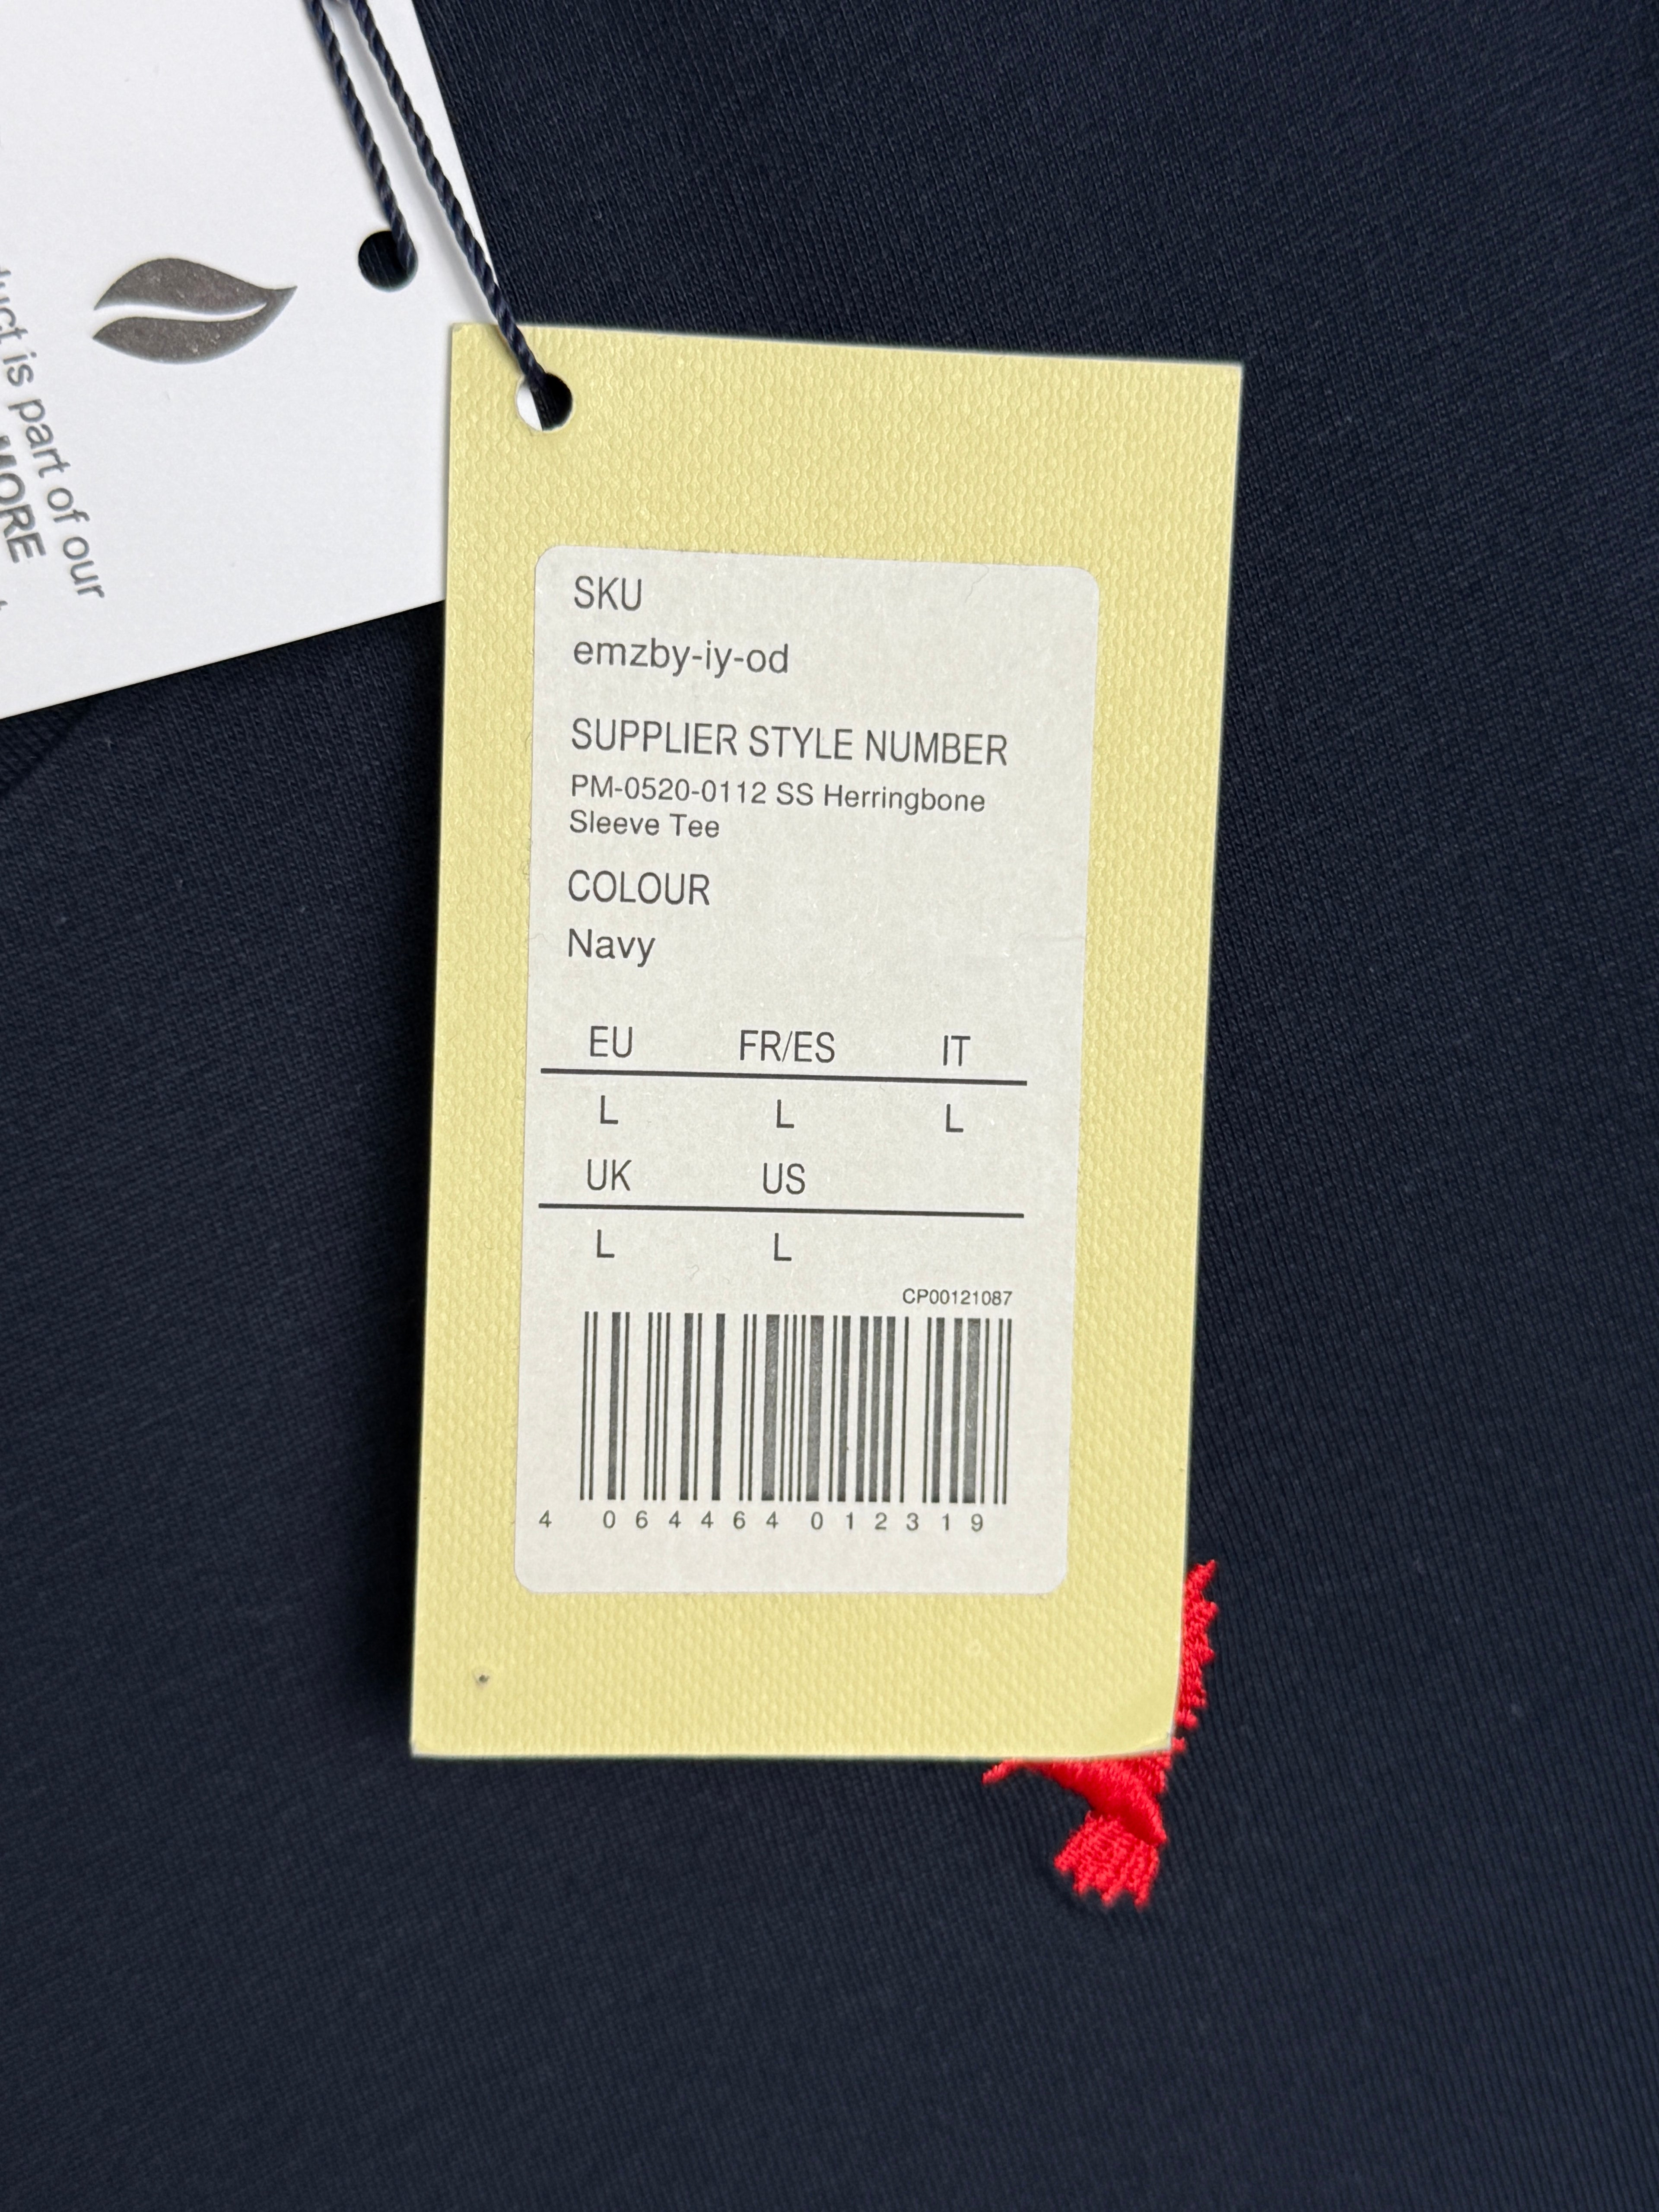 duct is part of our
MORE
SKU
emzby-iy-od
SUPPLIER STYLE NUMBER
PM-0520-0112 SS Herringbone
Sleeve Tee
COLOUR
Navy
EU FR/ES IT
L L L
UK US
L L
CP00121087
4 064464 012319